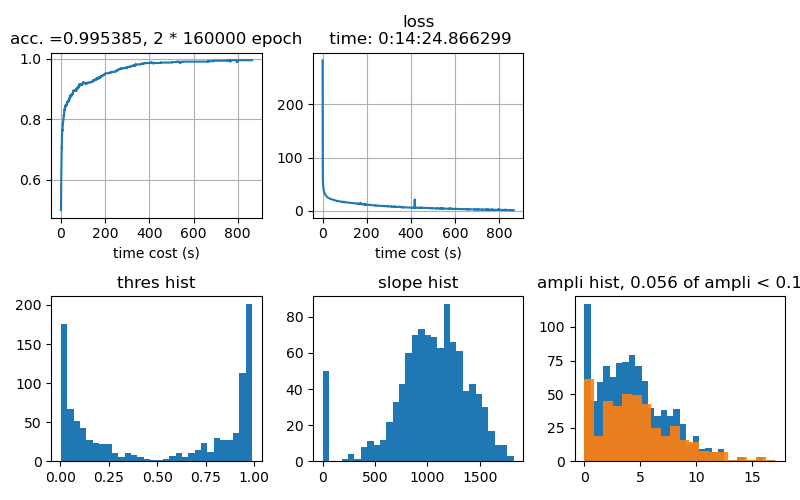 acc. =0.995385, 2 * 160000 epoch
1.0
0.8
0.6
0 200 400 600 800
time cost (s)
loss
time: 0:14:24.866299
200
100
0
0 200 400 600 800
time cost (s)
thres hist
200
150
100
50
0
0.00 0.25 0.50 0.75 1.00
slope hist
80
60
40
20
0
0 500 1000 1500
ampli hist, 0.056 of ampli < 0.1
100
75
50
25
0
0 5 10 15